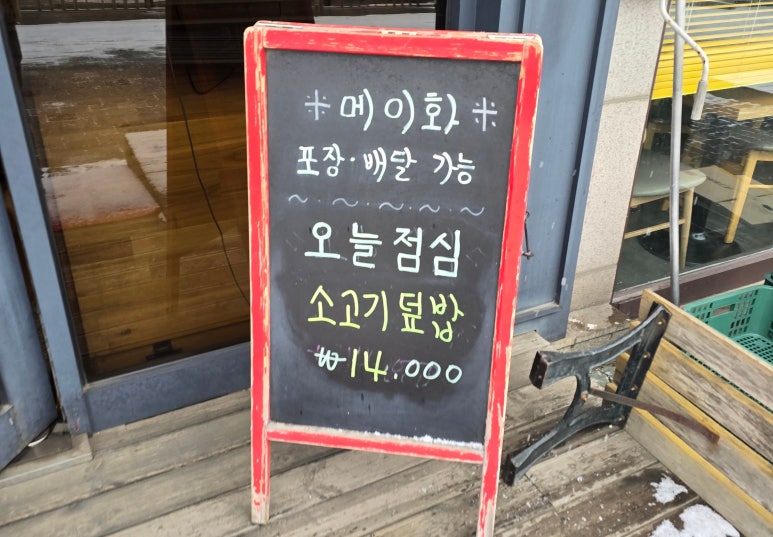 ※ 메이화 ※
포장·배달 가능
~ · ~ · ~ · ~ · ~
오늘점심
소고기덮밥
₩14.000